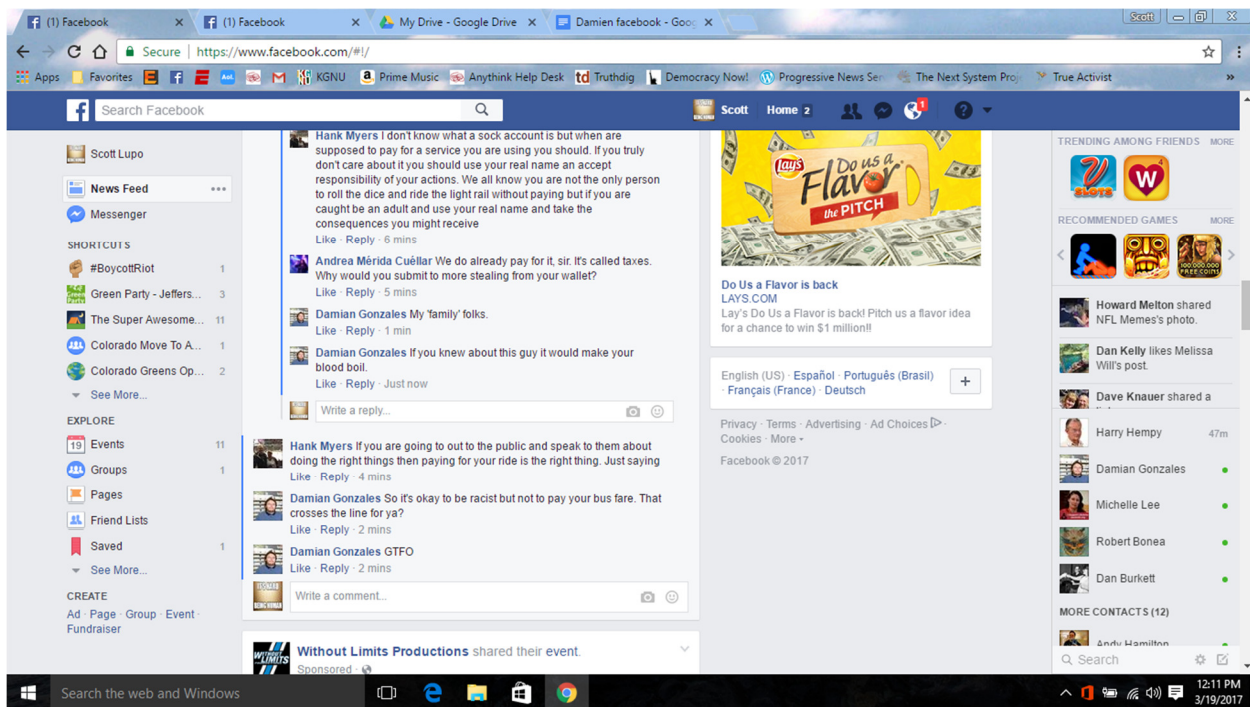 (1) Facebook
(1) Facebook
My Drive - Google Drive
Damien facebook - Goog
Scott
Secure
https://www.facebook.com/#!/
Apps
Favorites
Aol.
KGNU
Prime Music
Anythink Help Desk
td
Truthdig
Democracy Now!
Progressive News Ser
The Next System Proj
True Activist
Search Facebook
Scott
Home 2
1
Scott Lupo
News Feed
Messenger
SHORTCUTS
#BoycottRiot 1
Green Party - Jeffers... 3
The Super Awesome... 11
Colorado Move To A... 1
Colorado Greens Op... 2
See More...
EXPLORE
19
Events 11
Groups 1
Pages
Friend Lists
Saved 1
See More...
CREATE
Ad · Page · Group · Event ·
Fundraiser
Hank Myers I don't know what a sock account is but when are
supposed to pay for a service you are using you should. If you truly
don't care about it you should use your real name an accept
responsibility of your actions. We all know you are not the only person
to roll the dice and ride the light rail without paying but if you are
caught be an adult and use your real name and take the
consequences you might receive
Like · Reply · 6 mins
Andrea Mérida Cuéllar We do already pay for it, sir. It's called taxes.
Why would you submit to more stealing from your wallet?
Like · Reply · 5 mins
Damian Gonzales My 'family' folks.
Like · Reply · 1 min
Damian Gonzales If you knew about this guy it would make your
blood boil.
Like · Reply · Just now
Write a reply...
Hank Myers If you are going to out to the public and speak to them about
doing the right things then paying for your ride is the right thing. Just saying
Like · Reply · 4 mins
Damian Gonzales So it's okay to be racist but not to pay your bus fare. That
crosses the line for ya?
Like · Reply · 2 mins
Damian Gonzales GTFO
Like · Reply · 2 mins
Write a comment...
WITHOUT
LIMITS
Without Limits Productions shared their event.
Sponsored ·
Lay's
Do us a
Flavor
the PITCH
Do Us a Flavor is back
LAYS.COM
Lay's Do Us a Flavor is back! Pitch us a flavor idea
for a chance to win $1 million!!
English (US) · Español · Português (Brasil)
· Français (France) · Deutsch
Privacy · Terms · Advertising · Ad Choices ·
Cookies · More
Facebook © 2017
TRENDING AMONG FRIENDS MORE
SLOTS
W
4
RECOMMENDED GAMES MORE
100,000,000
FREE COINS
Howard Melton shared
NFL Memes's photo.
Dan Kelly likes Melissa
Will's post.
Dave Knauer shared a
Harry Hempy 47m
Damian Gonzales
Michelle Lee
Robert Bonea
Dan Burkett
MORE CONTACTS (12)
Andy Hamilton
Search
Search the web and Windows
12:11 PM
3/19/2017